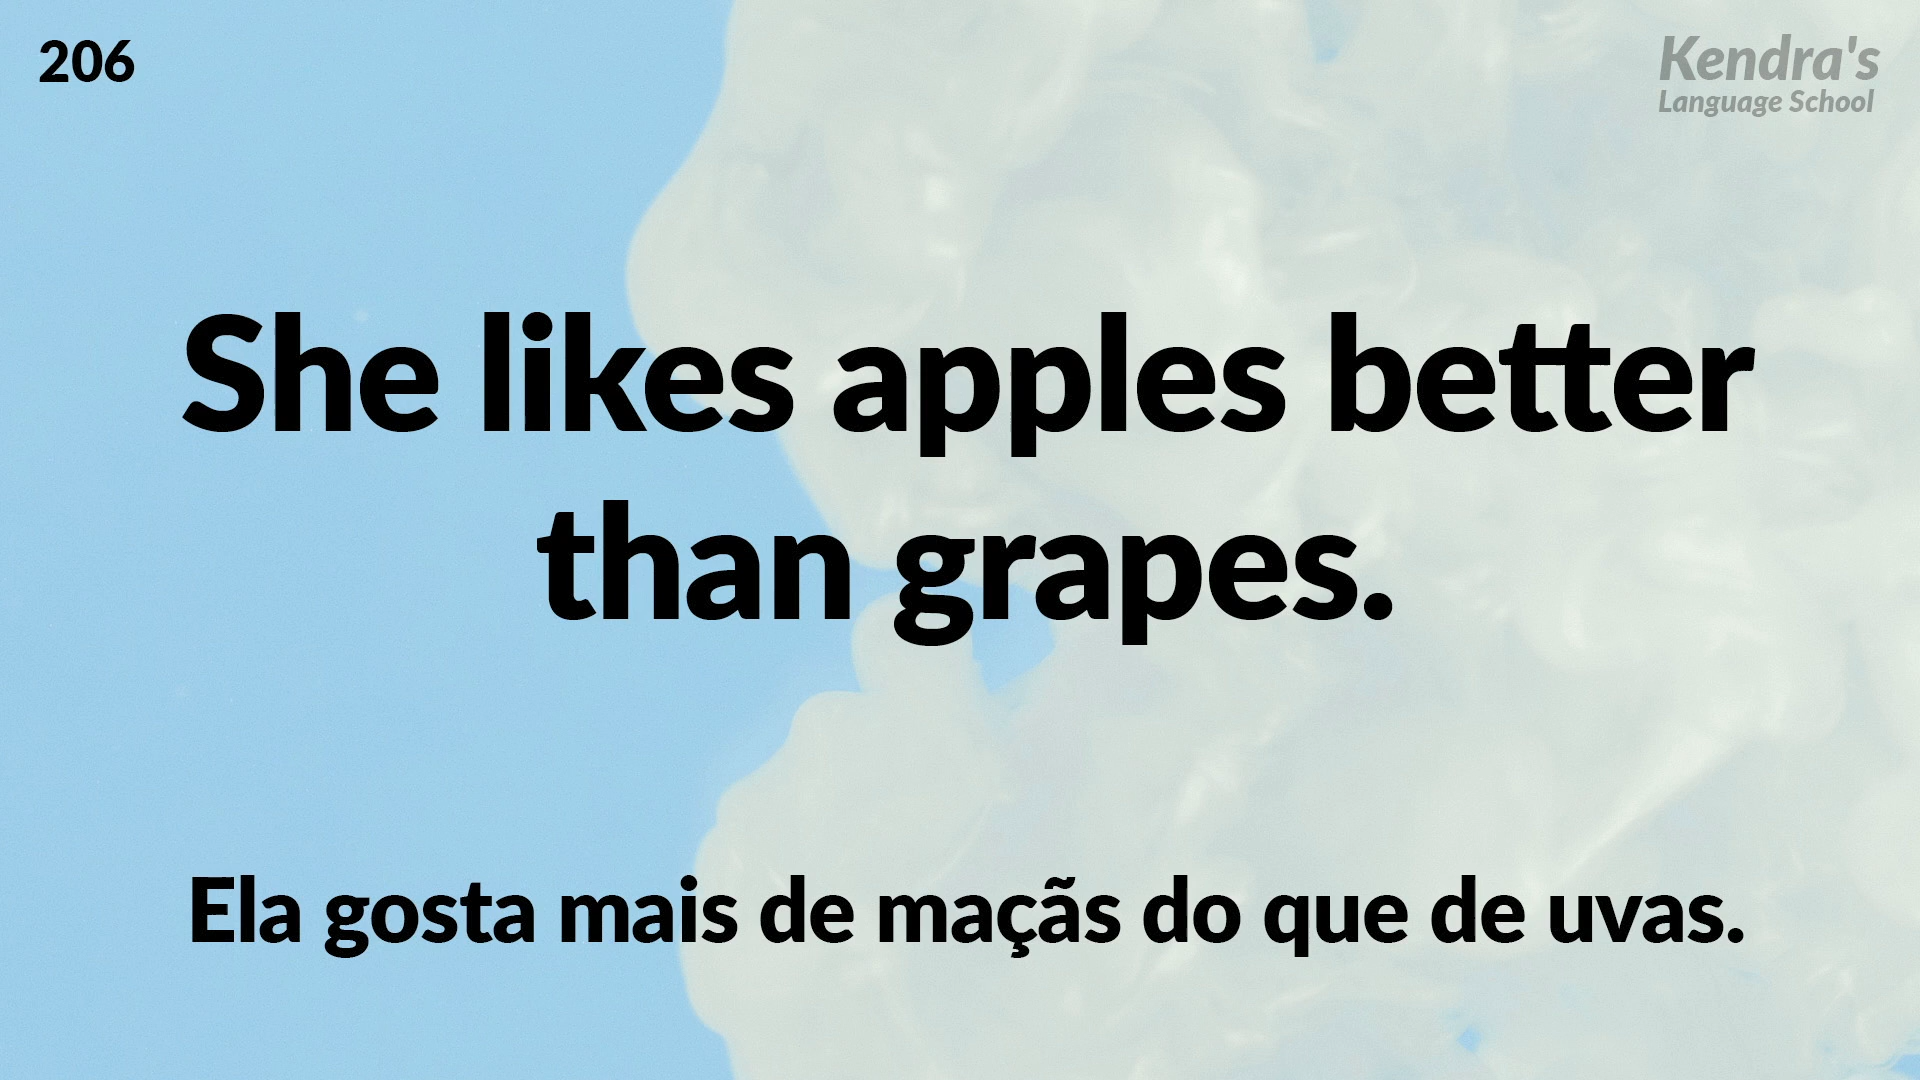 206
Kendra's
Language School
She likes apples better
than grapes.
Ela gosta mais de maçãs do que de uvas.